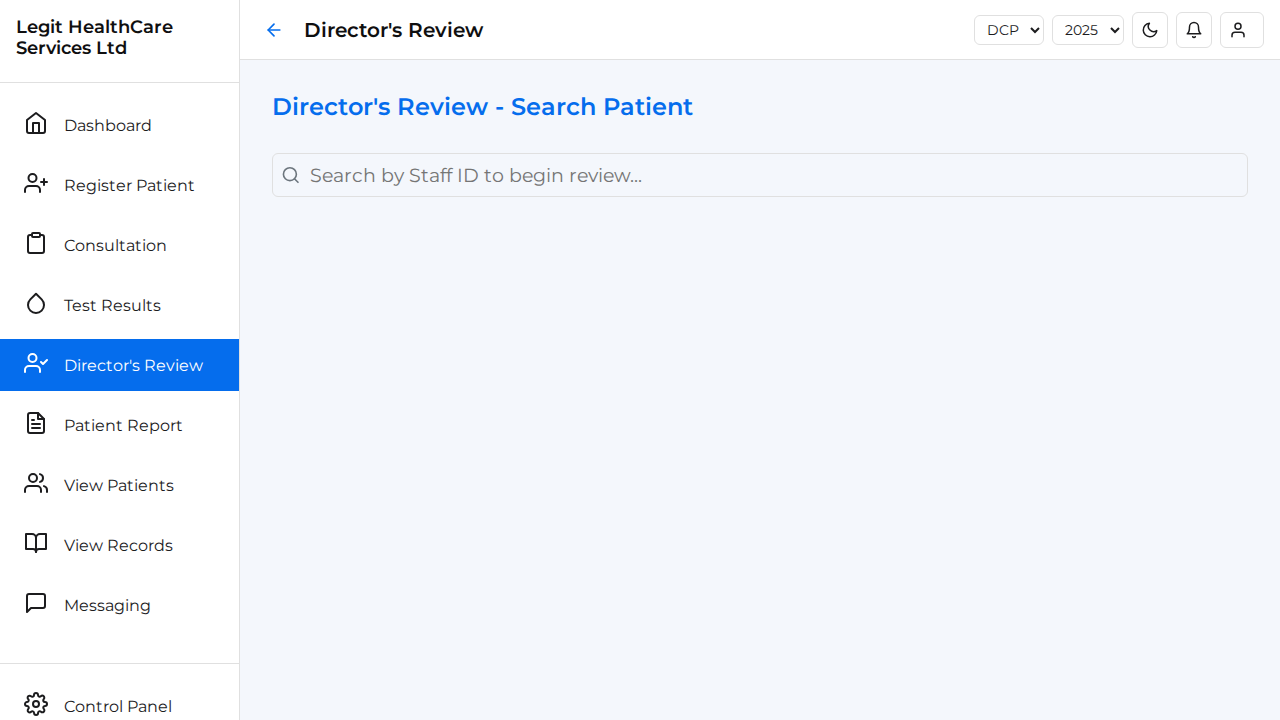 Legit HealthCare
Services Ltd
Dashboard
Register Patient
Consultation
Test Results
Director's Review
Patient Report
View Patients
View Records
Messaging
Control Panel
Director's Review
DCP
2025
Director's Review - Search Patient
Search by Staff ID to begin review...